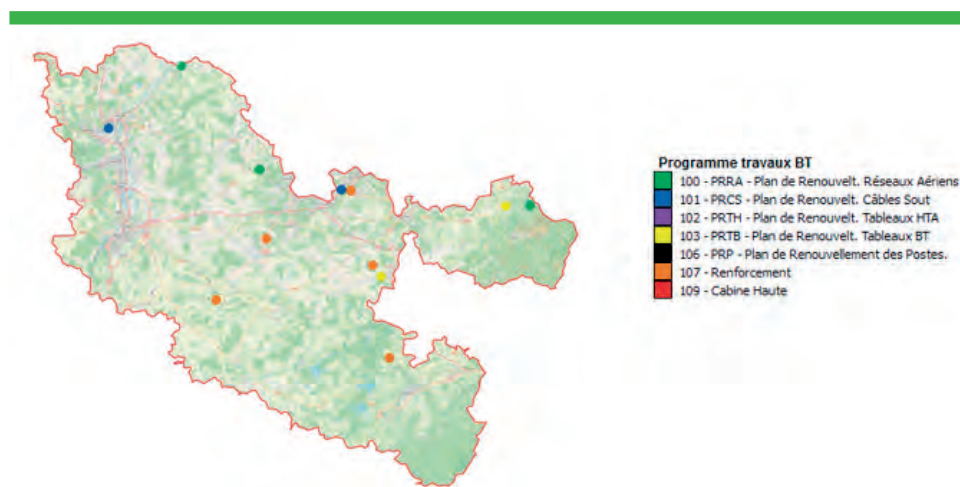 Programme travaux BT
100 - PRRA - Plan de Renouvelt. Réseaux Aériens
101 - PRCS - Plan de Renouvelt. Câbles Sout
102 - PRTH - Plan de Renouvelt. Tableaux HTA
103 - PRTB - Plan de Renouvelt. Tableaux BT
106 - PRP - Plan de Renouvellement des Postes.
107 - Renforcement
109 - Cabine Haute